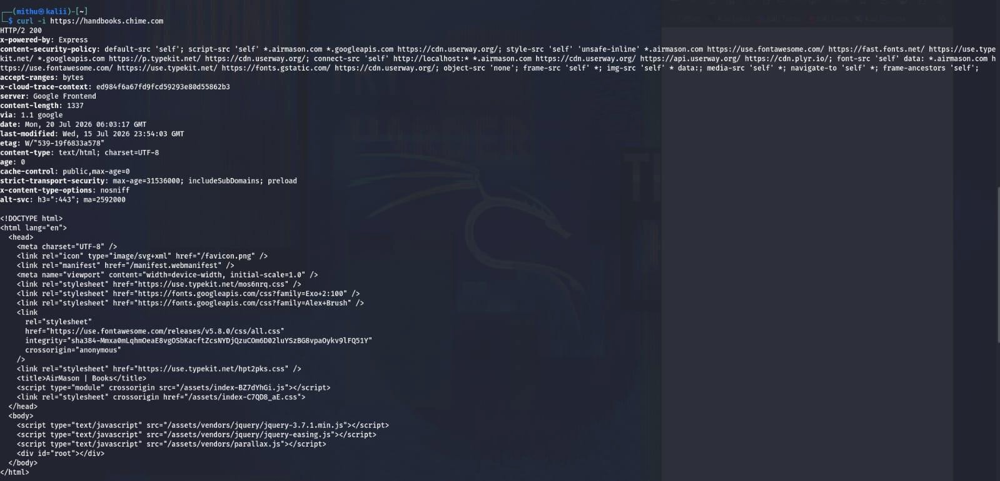 ┌──(mithu㉿kalii)-[~]
└─$ curl -i https://handbooks.chime.com
HTTP/2 200
x-powered-by: Express
content-security-policy: default-src 'self'; script-src 'self' *.airmason.com *.googleapis.com https://cdn.userway.org/; style-src 'self' 'unsafe-inline' *.airmason.com https://use.fontawesome.com/ https://fast.fonts.net/ https://use.type
kit.net/ *.googleapis.com https://p.typekit.net/ https://cdn.userway.org/; connect-src 'self' http://localhost:* *.airmason.com https://cdn.userway.org/ https://api.userway.org/ https://cdn.plyr.io/; font-src 'self' data: *.airmason.com h
ttps://use.fontawesome.com/ https://use.typekit.net/ https://fonts.gstatic.com/ https://cdn.userway.org/; object-src 'none'; frame-src 'self' *; img-src 'self' * data:; media-src 'self' *; navigate-to 'self' *; frame-ancestors 'self';
accept-ranges: bytes
x-cloud-trace-context: ed984f6a67fd9fcd59293e80d55862b3
server: Google Frontend
content-length: 1337
via: 1.1 google
date: Mon, 20 Jul 2026 06:03:17 GMT
last-modified: Wed, 15 Jul 2026 23:54:03 GMT
etag: W/"539-19f6833a578"
content-type: text/html; charset=UTF-8
age: 0
cache-control: public,max-age=0
strict-transport-security: max-age=31536000; includeSubDomains; preload
x-content-type-options: nosniff
alt-svc: h3=":443"; ma=2592000

<!DOCTYPE html>
<html lang="en">
  <head>
    <meta charset="UTF-8" />
    <link rel="icon" type="image/svg+xml" href="/favicon.png" />
    <link rel="manifest" href="/manifest.webmanifest" />
    <meta name="viewport" content="width=device-width, initial-scale=1.0" />
    <link rel="stylesheet" href="https://use.typekit.net/mos6nrq.css" />
    <link rel="stylesheet" href="https://fonts.googleapis.com/css?family=Exo+2:100" />
    <link rel="stylesheet" href="https://fonts.googleapis.com/css?family=Alex+Brush" />
    <link
      rel="stylesheet"
      href="https://use.fontawesome.com/releases/v5.8.0/css/all.css"
      integrity="sha384-Mmxa0mLqhmOeaE8vgOSbKacftZcsNYDjQzuCOm6D02luYSzBG8vpaOykv9lFQ51Y"
      crossorigin="anonymous"
    />
    <link rel="stylesheet" href="https://use.typekit.net/hpt2pks.css" />
    <title>AirMason | Books</title>
    <script type="module" crossorigin src="/assets/index-BZ7dYhGi.js"></script>
    <link rel="stylesheet" crossorigin href="/assets/index-C7QD8_aE.css">
  </head>
  <body>
    <script type="text/javascript" src="/assets/vendors/jquery/jquery-3.7.1.min.js"></script>
    <script type="text/javascript" src="/assets/vendors/jquery/jquery-easing.js"></script>
    <script type="text/javascript" src="/assets/vendors/parallax.js"></script>
    <div id="root"></div>
  </body>
</html>